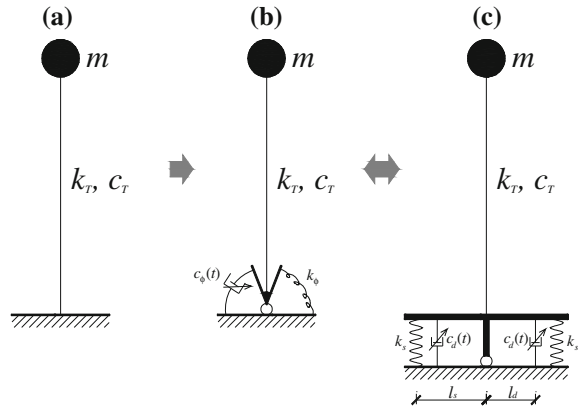 (a) (b) (c)
m m m
k_T, c_T k_T, c_T k_T, c_T
c_ϕ(t) k_ϕ
k_s c_d(t) c_d(t) k_s
l_s l_d